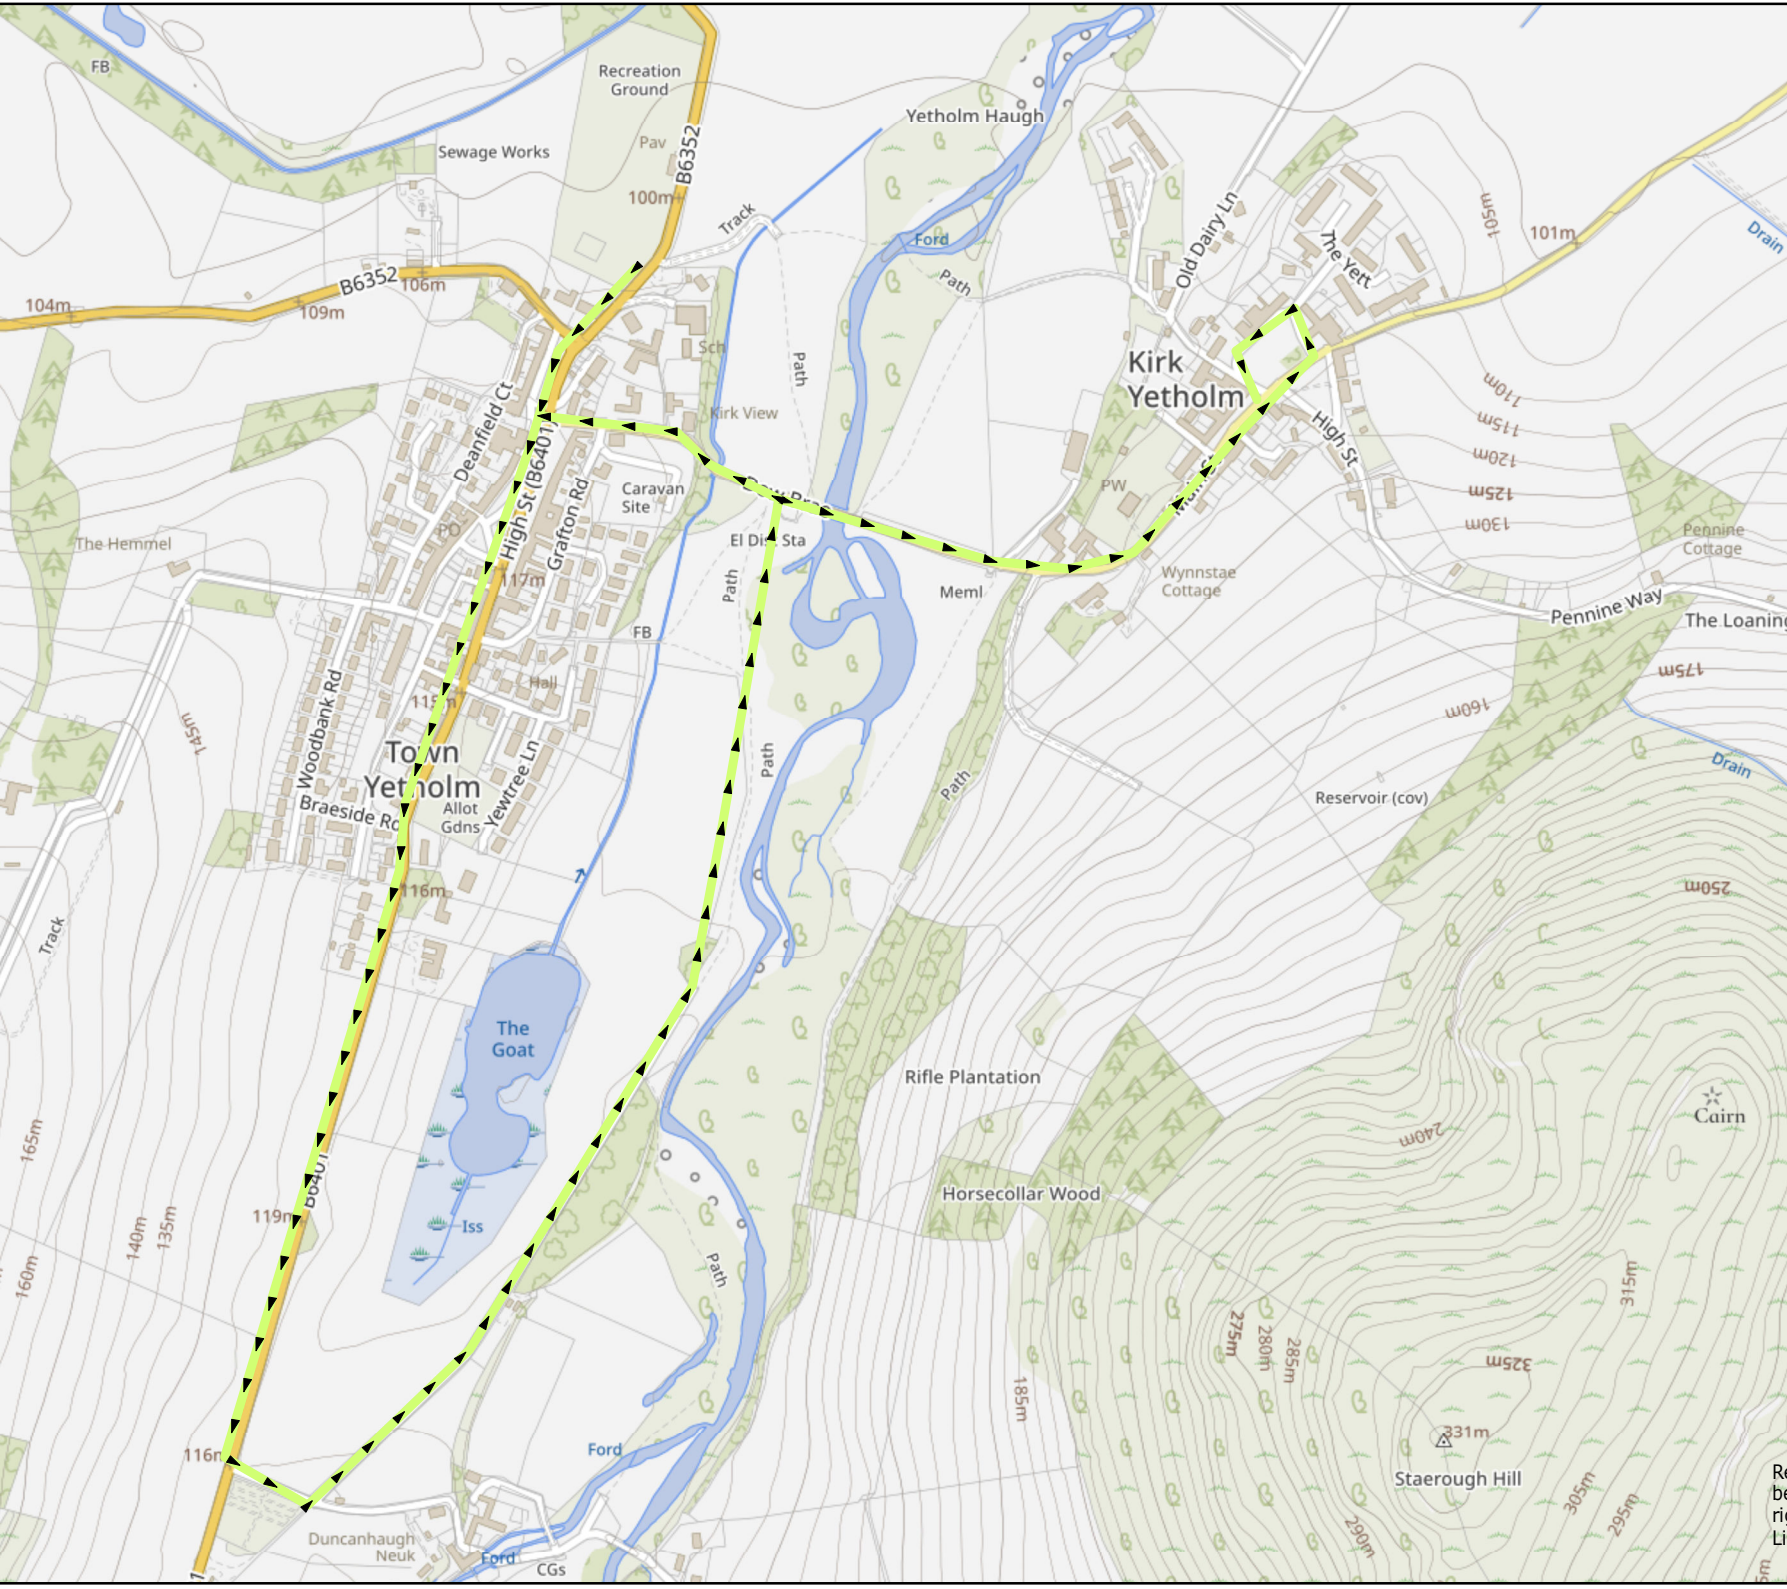 FB
Recreation
Ground
Yetholm Haugh
Sewage Works
Pav
B6352
100m
Track
Old Dairy Ln
105m
101m
Drain
Ford
The Yett
B6352
106m
Path
104m
109m
Sch
Path
Kirk
Yetholm
110m
Deanfield Ct
Kirk View
High St
115m
High St (B6401)
120m
Caravan
Site
Grafton Rd
PW
125m
Main St
PO
130m
The Hemmel
El Dist Sta
Pennine
Cottage
117m
Path
Meml
Wynnstae
Cottage
Pennine Way
The Loaning
FB
175m
Woodbank Rd
Hall
115m
160m
145m
Town
Yetholm
Path
Yewtree Ln
Path
Drain
Braeside Rd
Allot
Gdns
Reservoir (cov)
116m
250m
Track
The
Goat
Rifle Plantation
Cairn
165m
240m
B6401
Horsecollar Wood
119m
Iss
140m
135m
160m
Path
315m
275m
280m
285m
325m
185m
116m
331m
Ford
Staerough Hill
305m
295m
290m
Duncanhaugh
Neuk
Ford
CGs
1